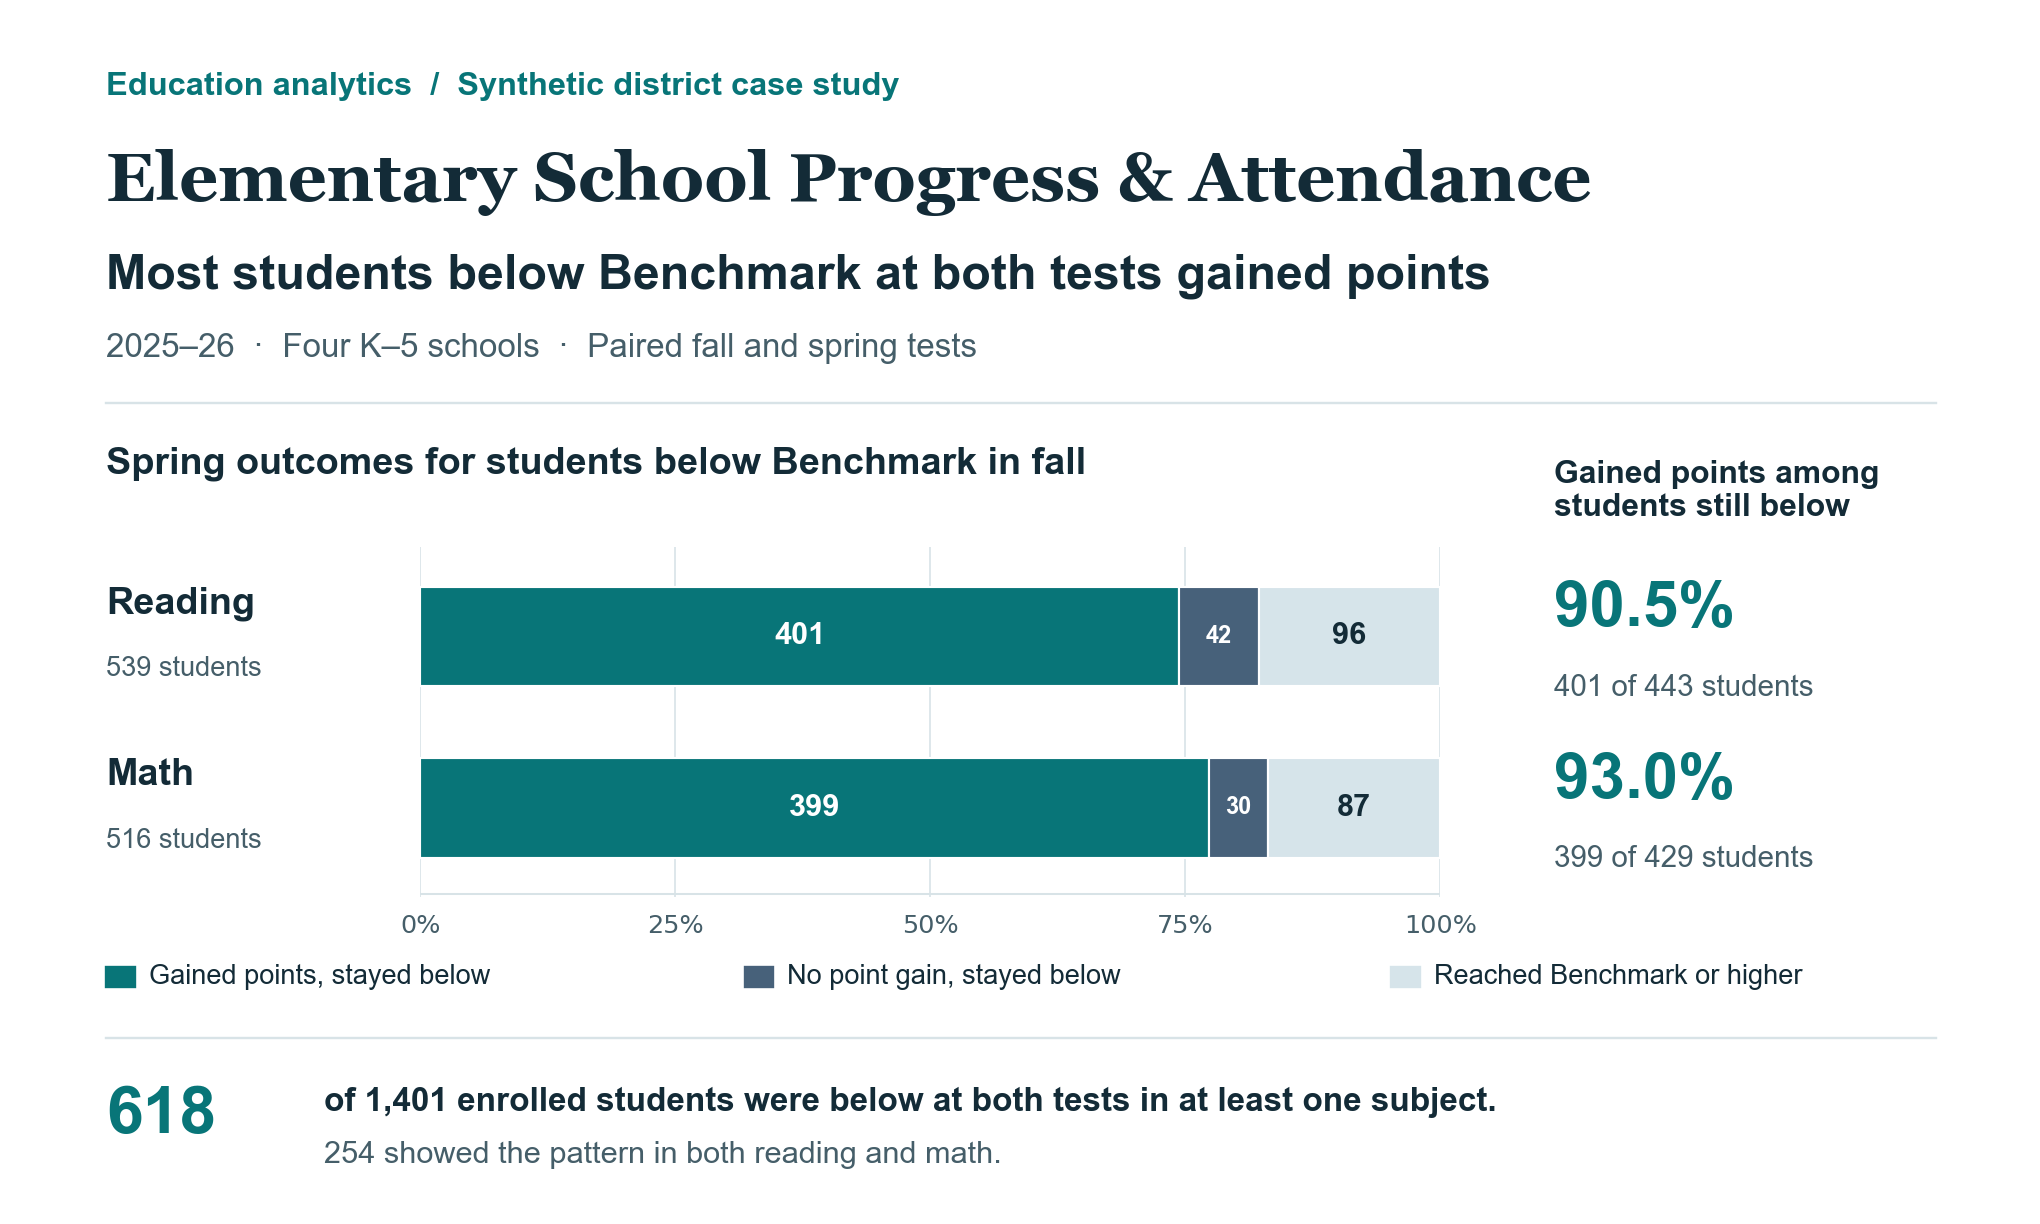 Education analytics / Synthetic district case study
Elementary School Progress & Attendance
Most students below Benchmark at both tests gained points
2025–26 · Four K–5 schools · Paired fall and spring tests
Spring outcomes for students below Benchmark in fall
Gained points among
students still below
Reading
539 students
401
42
96
90.5%
401 of 443 students
Math
516 students
399
30
87
93.0%
399 of 429 students
0%
25%
50%
75%
100%
Gained points, stayed below
No point gain, stayed below
Reached Benchmark or higher
618
of 1,401 enrolled students were below at both tests in at least one subject.
254 showed the pattern in both reading and math.